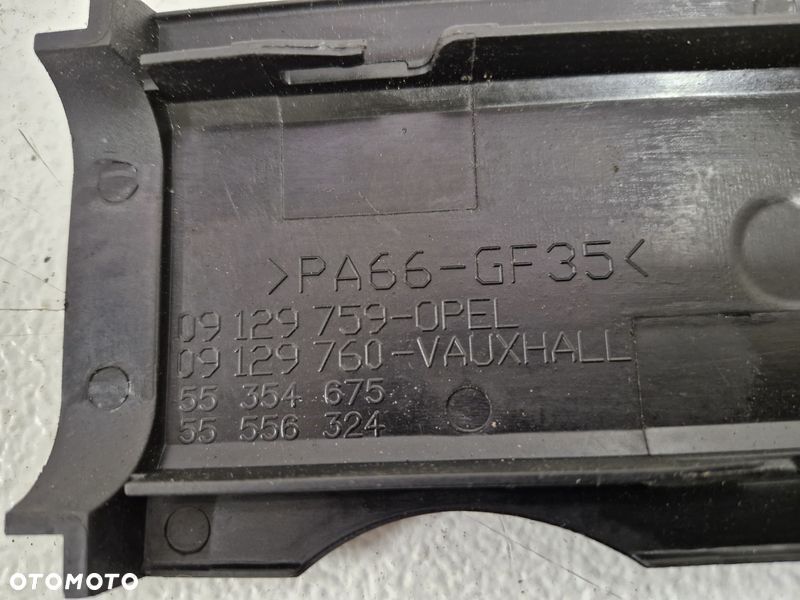 >PA66-GF35<
09 129 759-OPEL
09 129 760-VAUXHALL
55 354 675
55 556 324
OTOMOTO